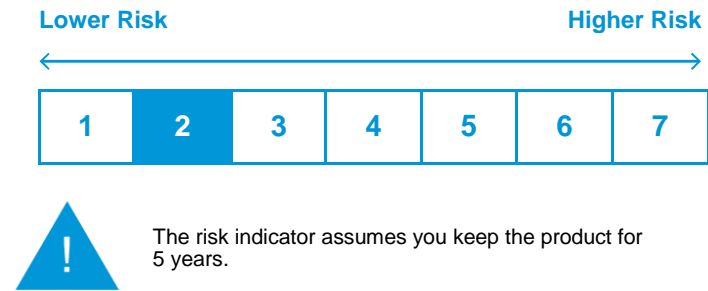 Lower Risk Higher Risk
1 2 3 4 5 6 7
!
The risk indicator assumes you keep the product for
5 years.